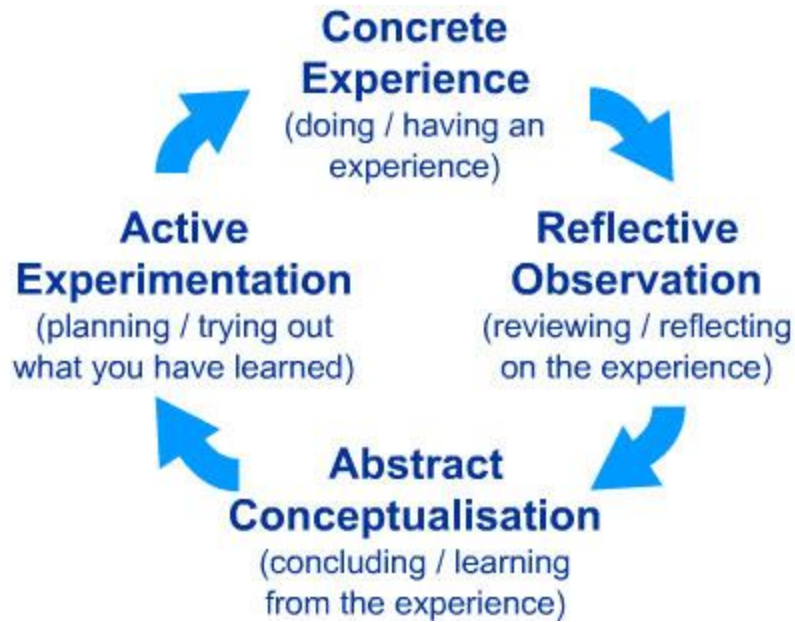 Concrete
Experience
(doing / having an
experience)
Reflective
Observation
(reviewing / reflecting
on the experience)
Abstract
Conceptualisation
(concluding / learning
from the experience)
Active
Experimentation
(planning / trying out
what you have learned)